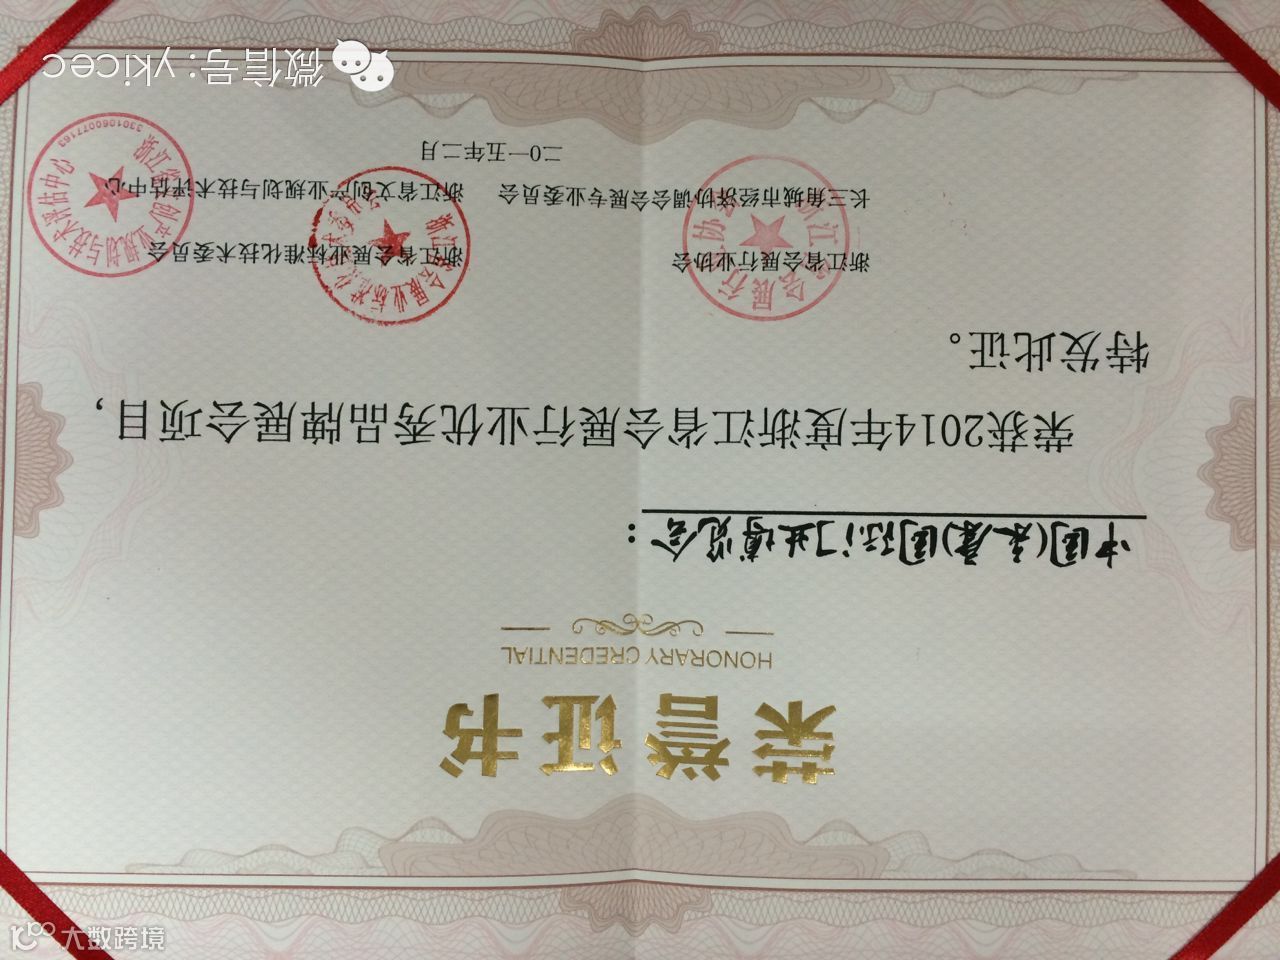 荣誉证书
HONORARY CREDENTIAL
中国(永康)国际门业博览会：
荣获2014年度浙江省会展行业优秀品牌展会项目，
特发此证。
浙江省会展行业协会 浙江省会展业标准化技术委员会
长三角城市经济协调会会展专业委员会 浙江省文创产业规划与技术评估中心
二0一五年二月
3301060077163
微信号: ykicec
大数跨境